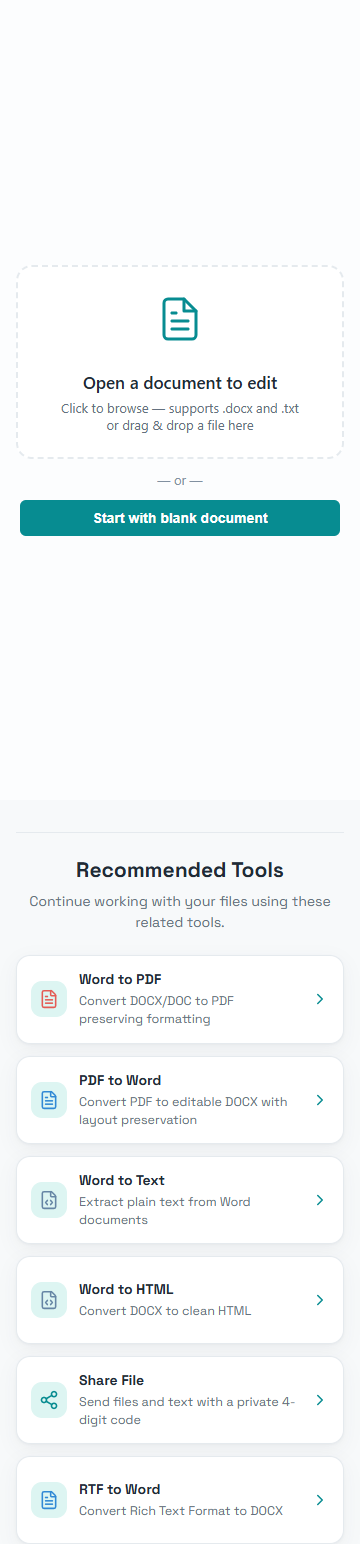 Open a document to edit
Click to browse — supports .docx and .txt
or drag & drop a file here
— or —
Start with blank document
Recommended Tools
Continue working with your files using these
related tools.
Word to PDF
Convert DOCX/DOC to PDF
preserving formatting
PDF to Word
Convert PDF to editable DOCX with
layout preservation
Word to Text
Extract plain text from Word
documents
Word to HTML
Convert DOCX to clean HTML
Share File
Send files and text with a private 4-
digit code
RTF to Word
Convert Rich Text Format to DOCX